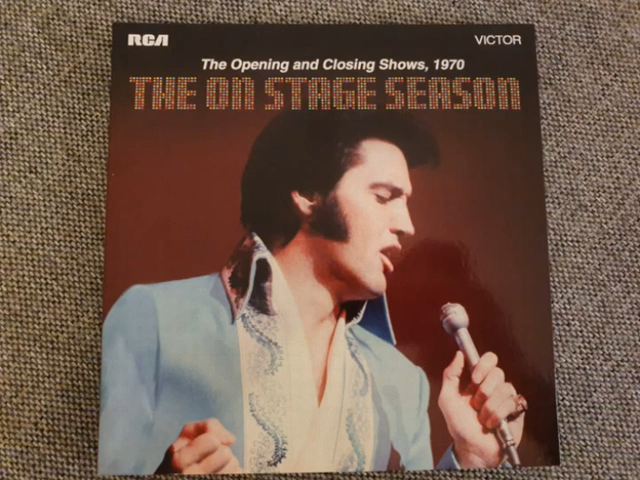 RCA VICTOR
The Opening and Closing Shows, 1970
THE ON STAGE SEASON